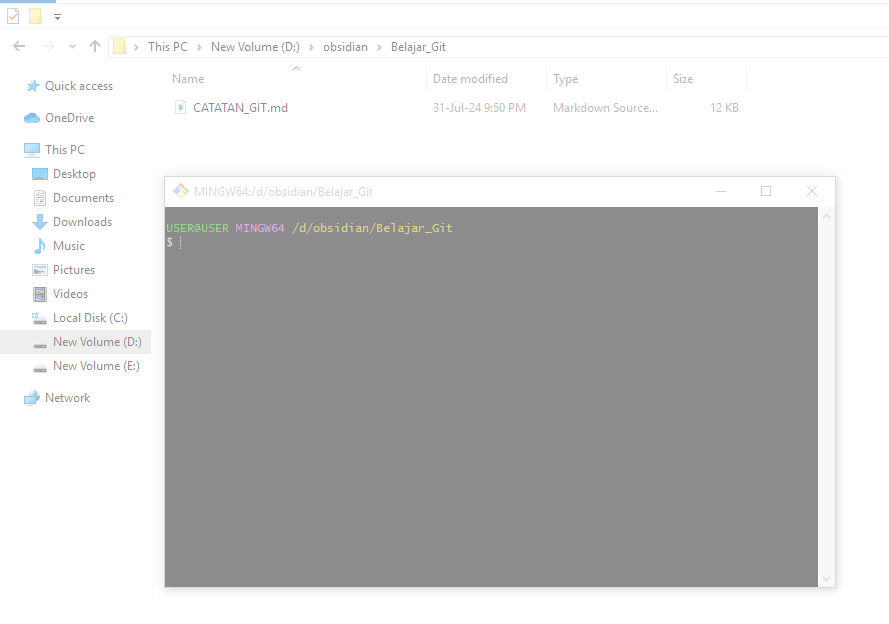 This PC > New Volume (D:) > obsidian > Belajar_Git
Name Date modified Type Size
CATATAN_GIT.md 31-Jul-24 9:50 PM Markdown Source... 12 KB
Quick access
OneDrive
This PC
Desktop
Documents
Downloads
Music
Pictures
Videos
Local Disk (C:)
New Volume (D:)
New Volume (E:)
Network
MINGW64:/d/obsidian/Belajar_Git
USER@USER MINGW64 /d/obsidian/Belajar_Git
$